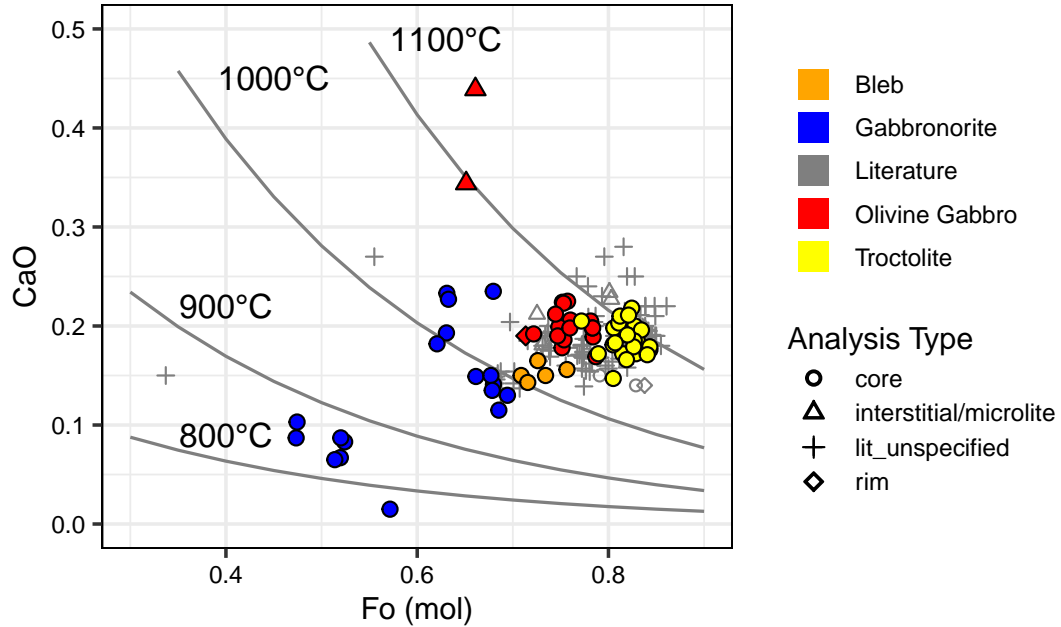 0.5
0.4
0.3
0.2
0.1
0.0
CaO
1100°C
1000°C
900°C
800°C
0.4
0.6
0.8
Fo (mol)
Bleb
Gabbronorite
Literature
Olivine Gabbro
Troctolite
Analysis Type
core
interstitial/microlite
lit_unspecified
rim